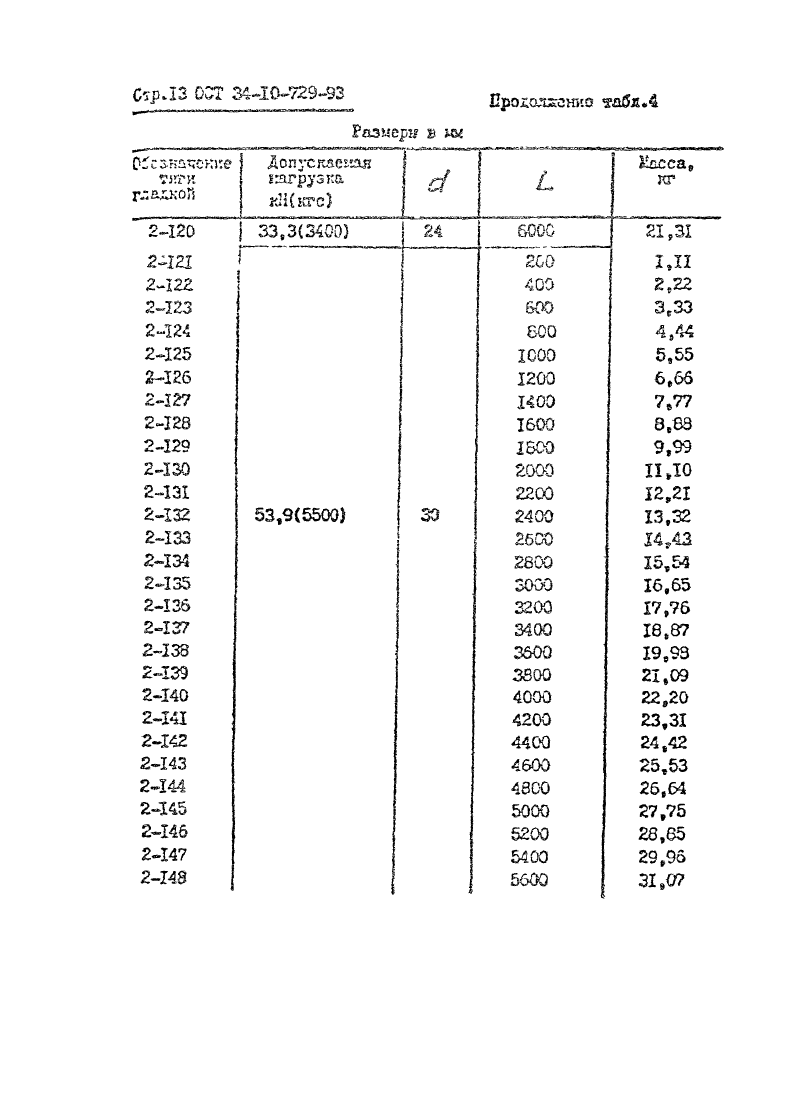 Стр.I3 ОСТ 34-I0-729-93
Продолжение табл.4
Размеры в мм
Обозначение тяги гладкой Допускаемая нагрузка кН(кгс) d L Масса, кг
2-I20 33,3(3400) 24 6000 2I,3I
2-I2I 200 I,II
2-I22 400 2,22
2-I23 600 3,33
2-I24 800 4,44
2-I25 I000 5,55
2-I26 I200 6,66
2-I27 I400 7,77
2-I28 I600 8,88
2-I29 I800 9,99
2-I30 2000 II,I0
2-I3I 2200 I2,2I
2-I32 53,9(5500) 30 2400 I3,32
2-I33 2600 I4,43
2-I34 2800 I5,54
2-I35 3000 I6,65
2-I36 3200 I7,76
2-I37 3400 I8,87
2-I38 3600 I9,98
2-I39 3800 2I,09
2-I40 4000 22,20
2-I4I 4200 23,3I
2-I42 4400 24,42
2-I43 4600 25,53
2-I44 4800 26,64
2-I45 5000 27,75
2-I46 5200 28,85
2-I47 5400 29,96
2-I48 5600 3I,07